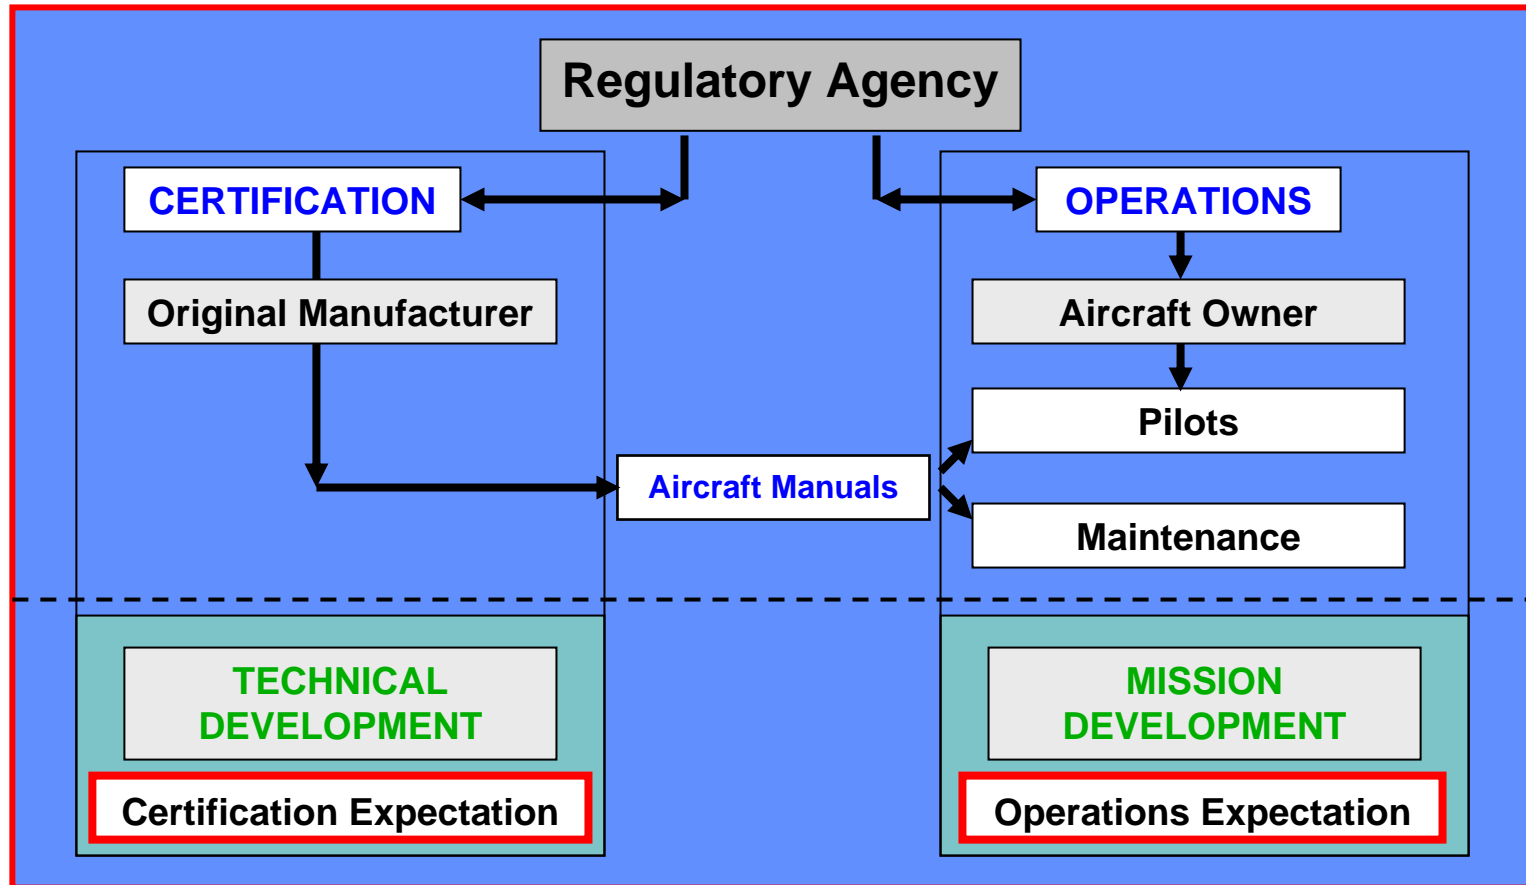 Regulatory Agency
CERTIFICATION
OPERATIONS
Original Manufacturer
Aircraft Owner
Pilots
Aircraft Manuals
Maintenance
TECHNICAL
DEVELOPMENT
MISSION
DEVELOPMENT
Certification Expectation
Operations Expectation